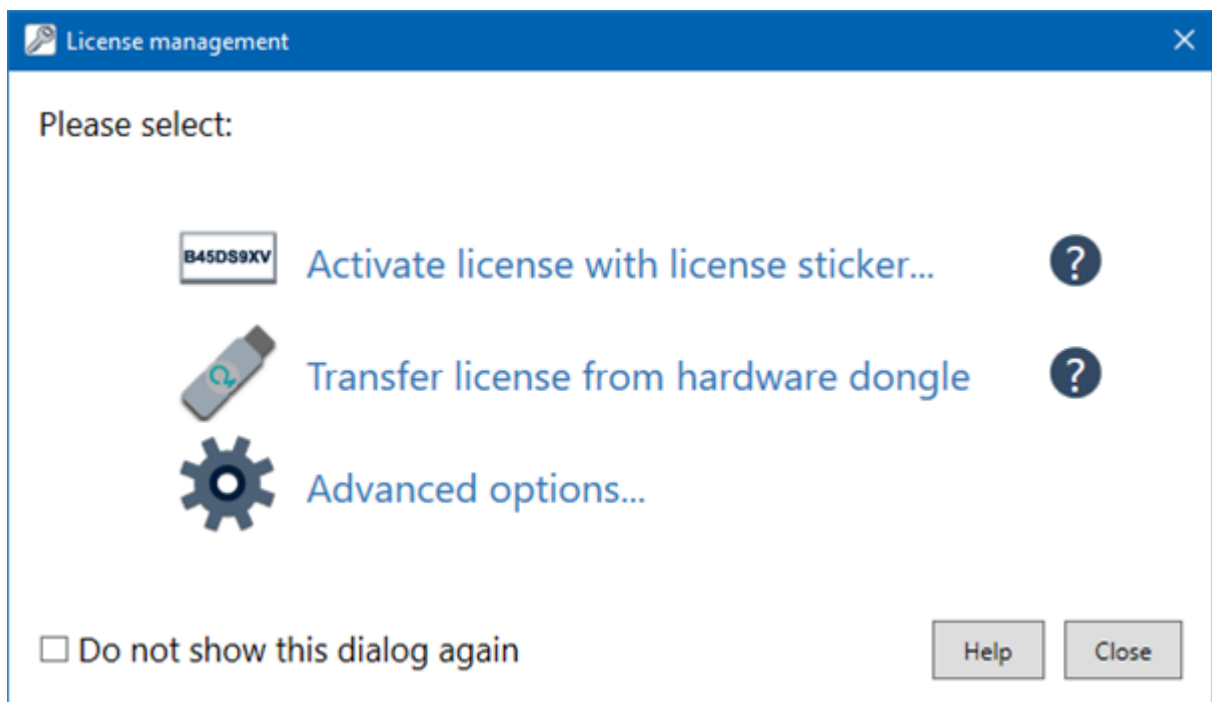 License management
Please select:
B45DS9XV
Activate license with license sticker...
?
Transfer license from hardware dongle
?
Advanced options...
Do not show this dialog again
Help
Close